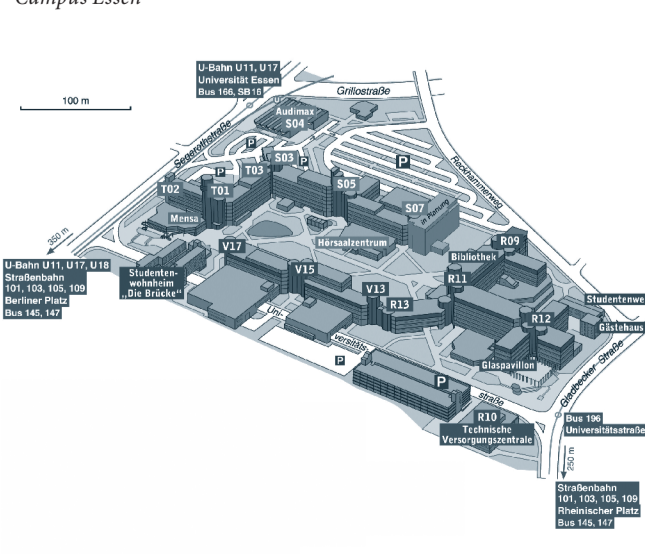 Campus Essen
U-Bahn U11, U17
Universität Essen
Bus 166, SB16
100 m
Grillostraße
Audimax
S04
Segerothstraße
P
P
P
P
S03
T03
S05
T02
T01
S07
in Planung
Reckhammerweg
Mensa
Hörsaalzentrum
R09
Bibliothek
V17
350 m
U-Bahn U11, U17, U18
Straßenbahn
101, 103, 105, 109
Berliner Platz
Bus 145, 147
Studenten-
wohnheim
„Die Brücke“
V15
V13
R13
R11
R12
Studentenwe
Gästehaus
Uni-
versitäts-
straße
P
P
Glaspavillon
Gladbecker Straße
R10
Technische
Versorgungszentrale
Bus 196
Universitätsstraße
250 m
Straßenbahn
101, 103, 105, 109
Rheinischer Platz
Bus 145, 147